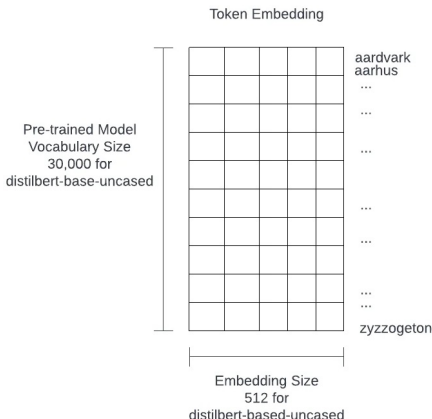 Token Embedding
aardvark
aarhus
...
...
...
...
...
...
...
zyzzogeton
Pre-trained Model
Vocabulary Size
30,000 for
distilbert-base-uncased
Embedding Size
512 for
distilbert-based-uncased